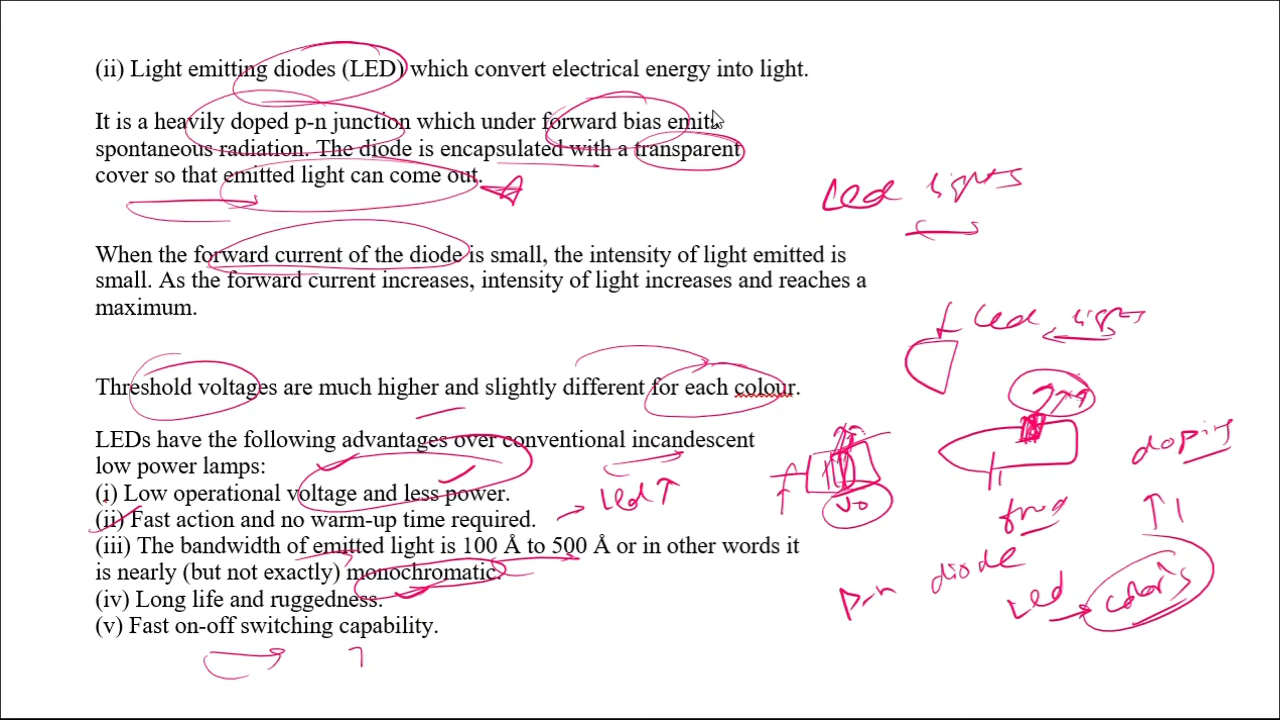 (ii) Light emitting diodes (LED) which convert electrical energy into light.
It is a heavily doped p-n junction which under forward bias emits
spontaneous radiation. The diode is encapsulated with a transparent
cover so that emitted light can come out.
Led lights
When the forward current of the diode is small, the intensity of light emitted is
small. As the forward current increases, intensity of light increases and reaches a
maximum.
Led lights
Threshold voltages are much higher and slightly different for each colour.
LEDs have the following advantages over conventional incandescent
low power lamps:
(i) Low operational voltage and less power.
(ii) Fast action and no warm-up time required.
(iii) The bandwidth of emitted light is 100 Å to 500 Å or in other words it
is nearly (but not exactly) monochromatic.
(iv) Long life and ruggedness.
(v) Fast on-off switching capability.
Led ↑
V0
doping
p-n diode
Led → color's